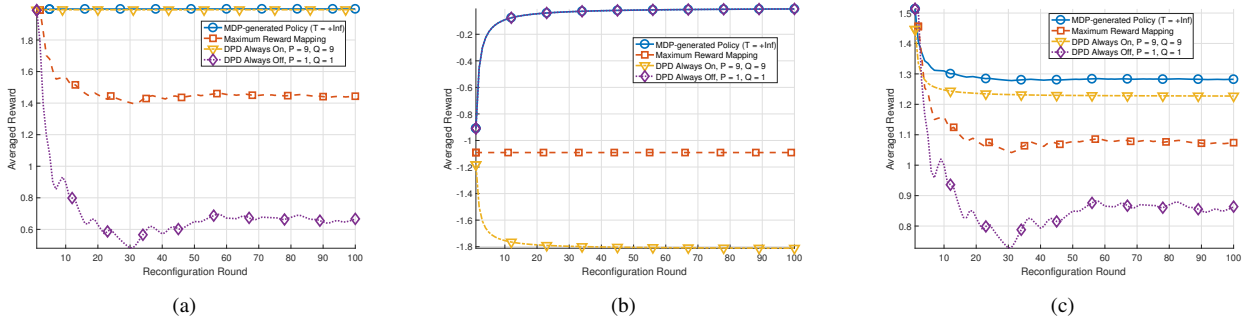 MDP-generated Policy (T = +Inf)
Maximum Reward Mapping
DPD Always On, P = 9, Q = 9
DPD Always Off, P = 1, Q = 1
Averaged Reward
1.8
1.6
1.4
1.2
1
0.8
0.6
10 20 30 40 50 60 70 80 90 100
Reconfiguration Round
(a)
MDP-generated Policy (T = +Inf)
Maximum Reward Mapping
DPD Always On, P = 9, Q = 9
DPD Always Off, P = 1, Q = 1
Averaged Reward
-0.2
-0.4
-0.6
-0.8
-1
-1.2
-1.4
-1.6
-1.8
10 20 30 40 50 60 70 80 90 100
Reconfiguration Round
(b)
MDP-generated Policy (T = +Inf)
Maximum Reward Mapping
DPD Always On, P = 9, Q = 9
DPD Always Off, P = 1, Q = 1
Averaged Reward
1.5
1.4
1.3
1.2
1.1
1
0.9
0.8
10 20 30 40 50 60 70 80 90 100
Reconfiguration Round
(c)